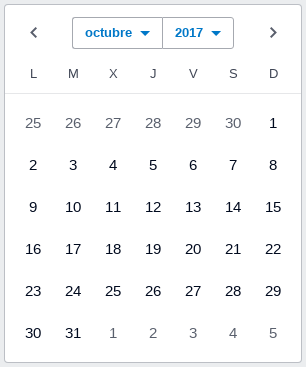 octubre 2017
L M X J V S D
25 26 27 28 29 30 1
2 3 4 5 6 7 8
9 10 11 12 13 14 15
16 17 18 19 20 21 22
23 24 25 26 27 28 29
30 31 1 2 3 4 5